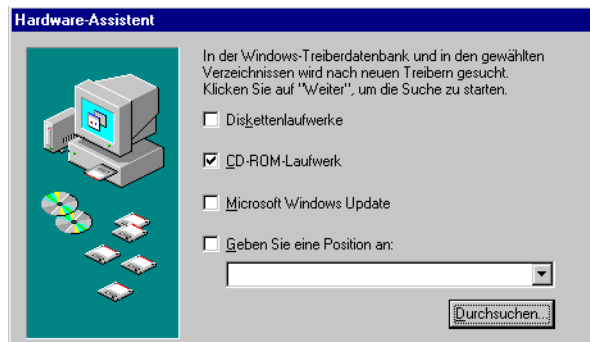 Hardware-Assistent
In der Windows-Treiberdatenbank und in den gewählten
Verzeichnissen wird nach neuen Treibern gesucht.
Klicken Sie auf "Weiter", um die Suche zu starten.
Diskettenlaufwerke
CD-ROM-Laufwerk
Microsoft Windows Update
Geben Sie eine Position an:
Durchsuchen...